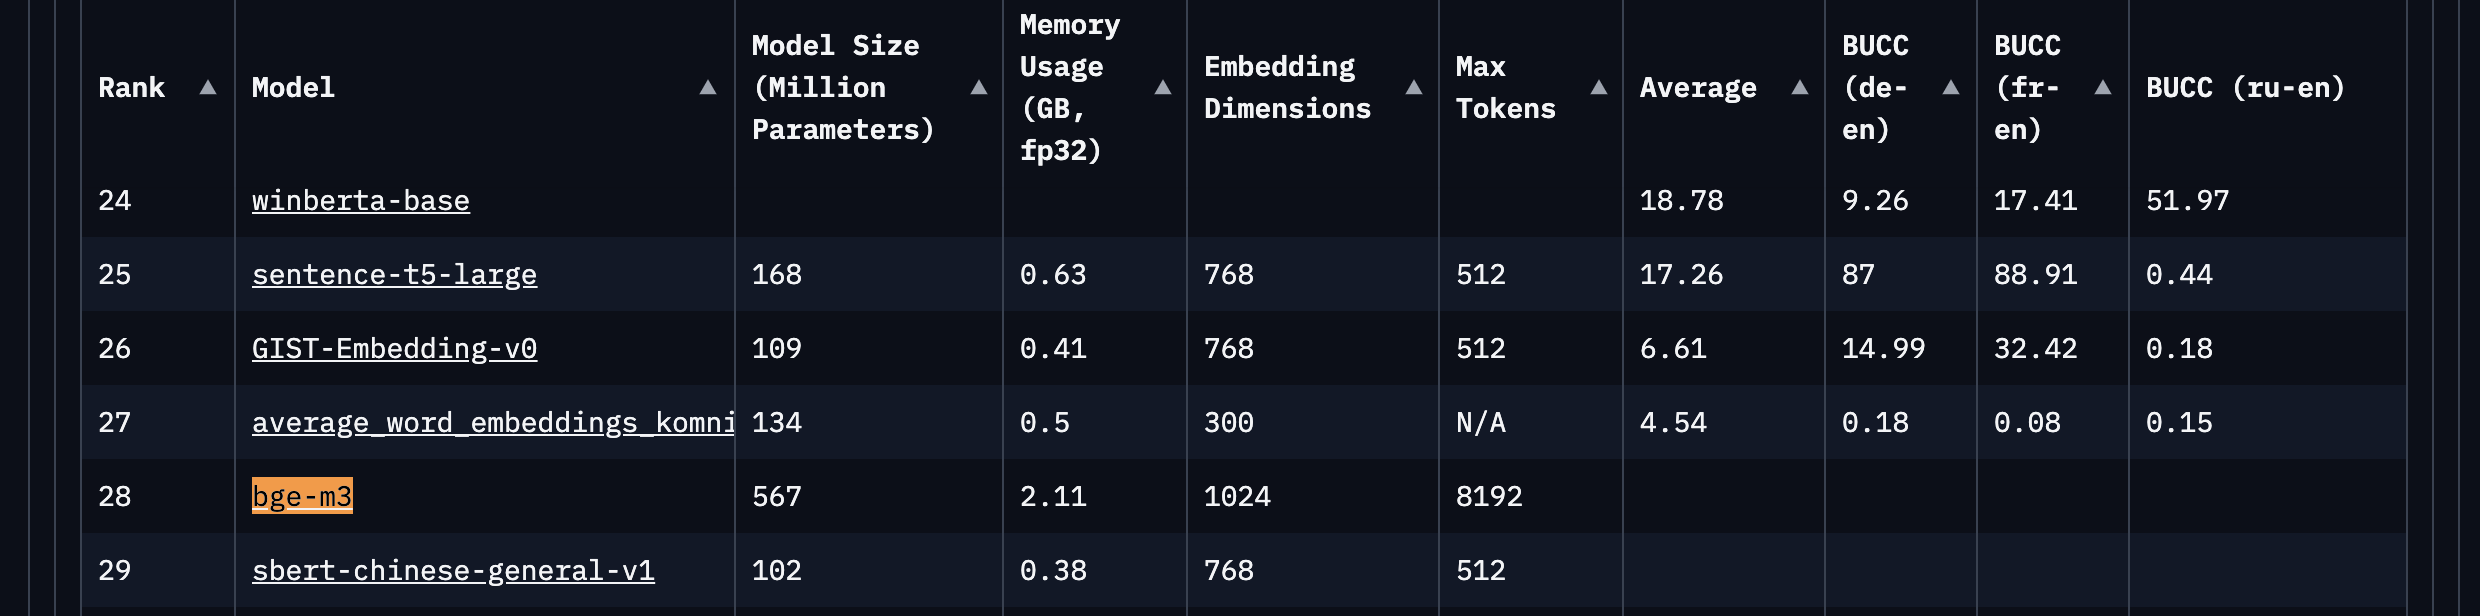 Rank ▲ Model ▲ Model Size (Million Parameters) ▲ Memory Usage (GB, fp32) ▲ Embedding Dimensions ▲ Max Tokens ▲ Average ▲ BUCC (de-en) ▲ BUCC (fr-en) ▲ BUCC (ru-en)
24 winberta-base 18.78 9.26 17.41 51.97
25 sentence-t5-large 168 0.63 768 512 17.26 87 88.91 0.44
26 GIST-Embedding-v0 109 0.41 768 512 6.61 14.99 32.42 0.18
27 average_word_embeddings_komni 134 0.5 300 N/A 4.54 0.18 0.08 0.15
28 bge-m3 567 2.11 1024 8192
29 sbert-chinese-general-v1 102 0.38 768 512